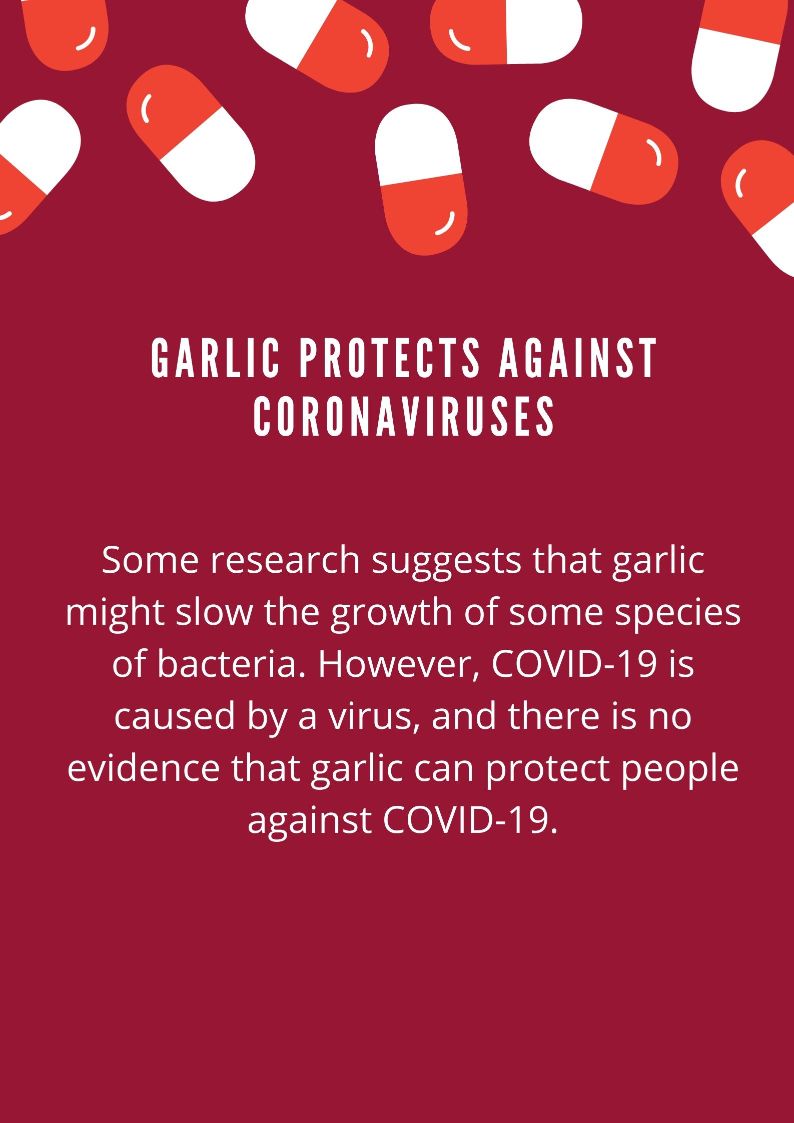 GARLIC PROTECTS AGAINST
CORONAVIRUSES
Some research suggests that garlic
might slow the growth of some species
of bacteria. However, COVID-19 is
caused by a virus, and there is no
evidence that garlic can protect people
against COVID-19.